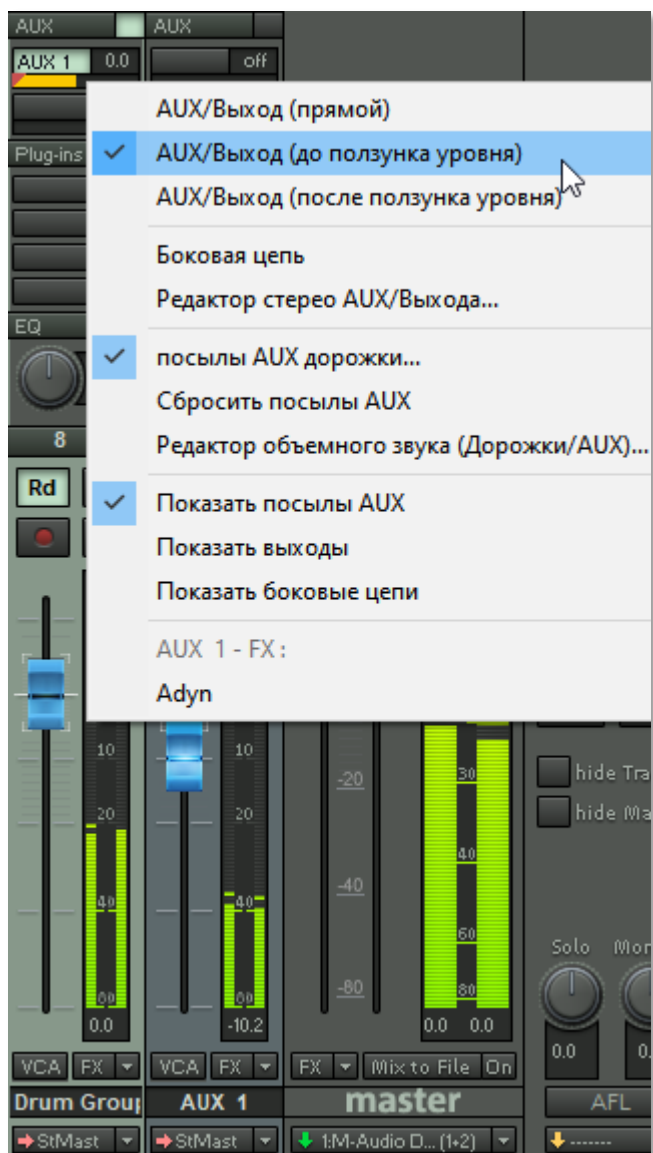 AUX AUX
AUX 1 0.0 off
AUX/Выход (прямой)
Plug-ins AUX/Выход (до ползунка уровня)
AUX/Выход (после ползунка уровня)
Боковая цепь
Редактор стерео AUX/Выхода...
EQ
посылы AUX дорожки...
Сбросить посылы AUX
8 Редактор объемного звука (Дорожки/AUX)...
Rd Показать посылы AUX
Показать выходы
Показать боковые цепи
AUX 1 - FX :
Adyn
10 10 -20 30 hide Tra
20 20 hide Ma
40
40 40 -40
60 Solo Mon
-80 80
0.0 -10.2 0.0 0.0 0.0 0.
VCA FX VCA FX FX Mix to File On
Drum Group AUX 1 master AFL
StMast StMast 1:M-Audio D... (1+2) -------